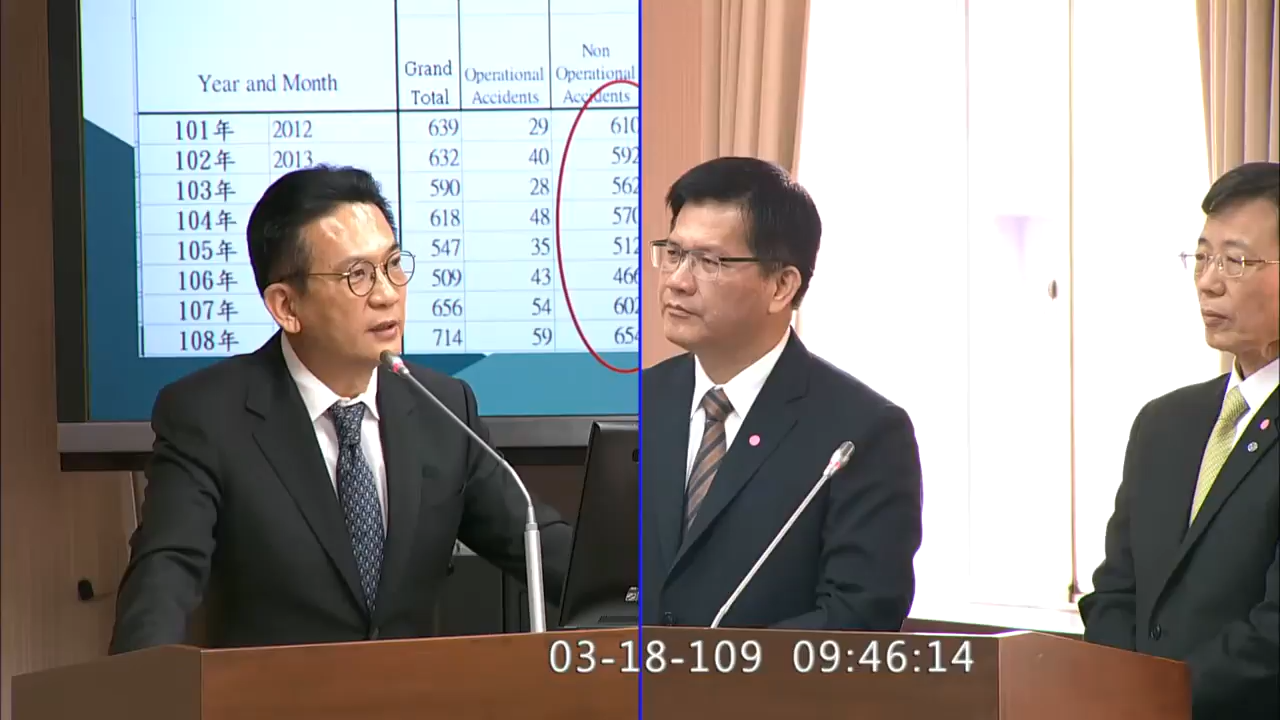 Year and Month Grand Total Operational Accidents Non Operational Accidents
101年 2012 639 29 610
102年 2013 632 40 592
103年 590 28 562
104年 618 48 570
105年 547 35 512
106年 509 43 466
107年 656 54 602
108年 714 59 654
03-18-109 09:46:14